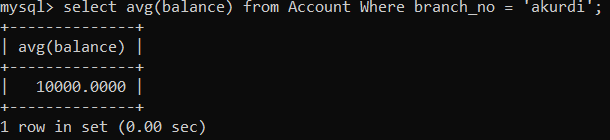 mysql> select avg(balance) from Account Where branch_no = 'akurdi';
+--------------+
| avg(balance) |
+--------------+
|   10000.0000 |
+--------------+
1 row in set (0.00 sec)